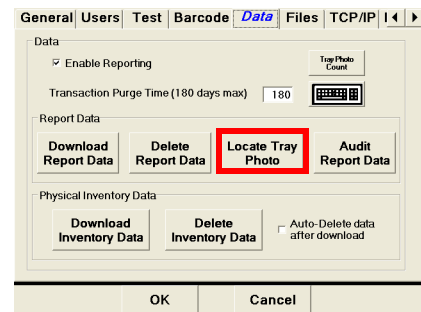 General Users Test Barcode Data Files TCP/IP
Data
Enable Reporting
Tray Photo
Count
Transaction Purge Time (180 days max) 180
Report Data
Download
Report Data
Delete
Report Data
Locate Tray
Photo
Audit
Report Data
Physical Inventory Data
Download
Inventory Data
Delete
Inventory Data
Auto-Delete data
after download
OK Cancel